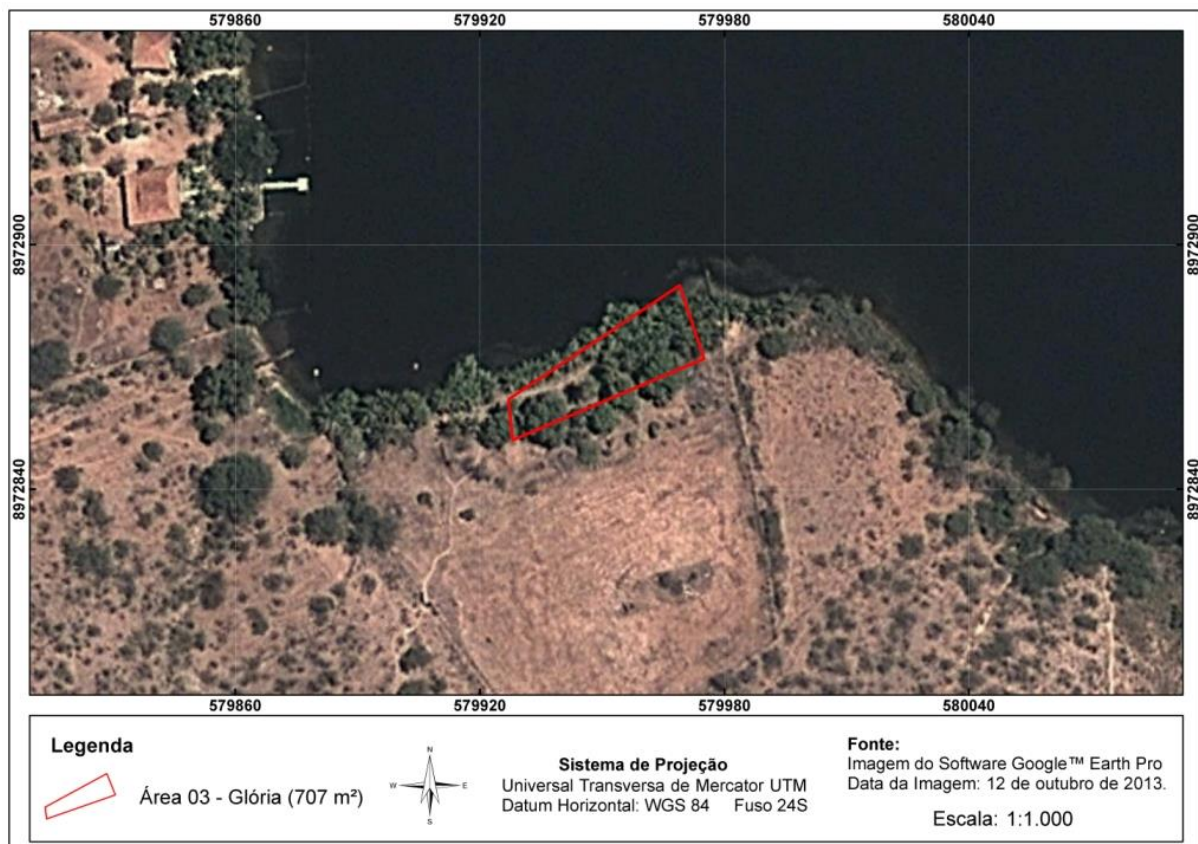 579860 579920 579980 580040
8972900 8972900
8972840 8972840
579860 579920 579980 580040
Legenda
Área 03 - Glória (707 m²)
N
W E
S
Sistema de Projeção
Universal Transversa de Mercator UTM
Datum Horizontal: WGS 84 Fuso 24S
Fonte:
Imagem do Software Google™ Earth Pro
Data da Imagem: 12 de outubro de 2013.
Escala: 1:1.000